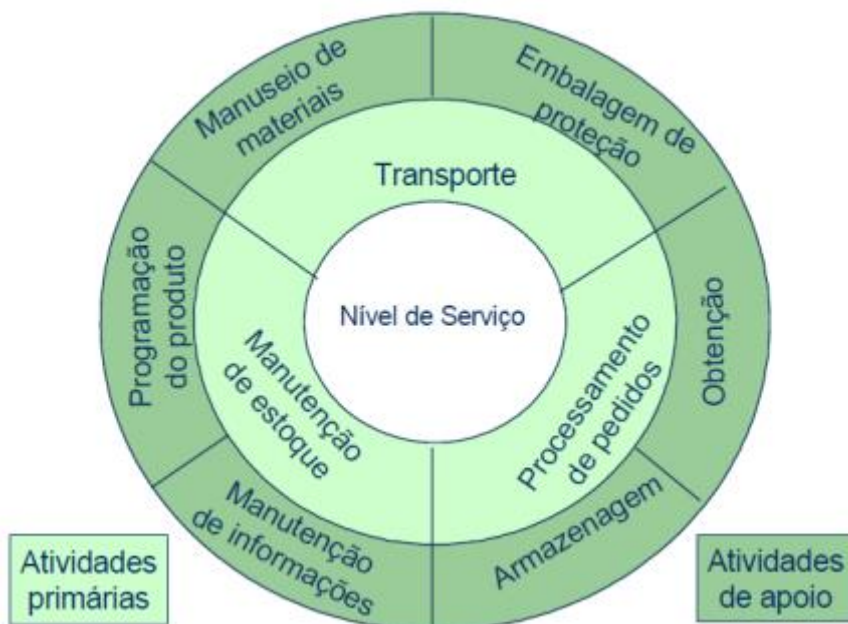 Manuseio de
materiais
Embalagem de
proteção
Transporte
Programação
do produto
Nível de Serviço
Obtenção
Manutenção
de estoque
Processamento
de pedidos
Manutenção
de informações
Armazenagem
Atividades
primárias
Atividades
de apoio